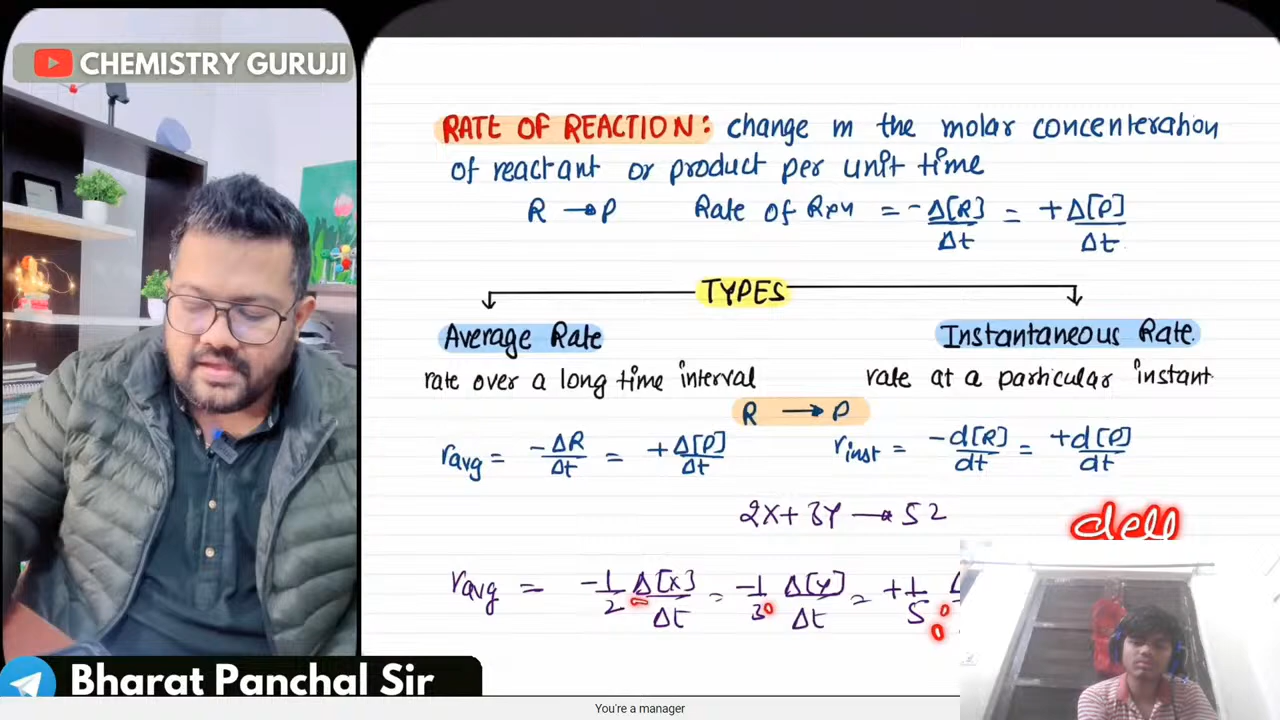 CHEMISTRY GURUJI
RATE OF REACTION: change in the molar concenteration
of reactant or product per unit time
R → P Rate of Rxn = -Δ[R]/Δt = +Δ[P]/Δt
TYPES
Average Rate Instantaneous Rate.
rate over a long time interval rate at a particular instant
R → P
ravg = -ΔR/Δt = +Δ[P]/Δt rinst = -d[R]/dt = +d[P]/dt
2X + 3Y → 5Z
dell
ravg = -1/2 Δ[X]/Δt = -1/3 Δ[Y]/Δt = +1/5
Bharat Panchal Sir
You're a manager